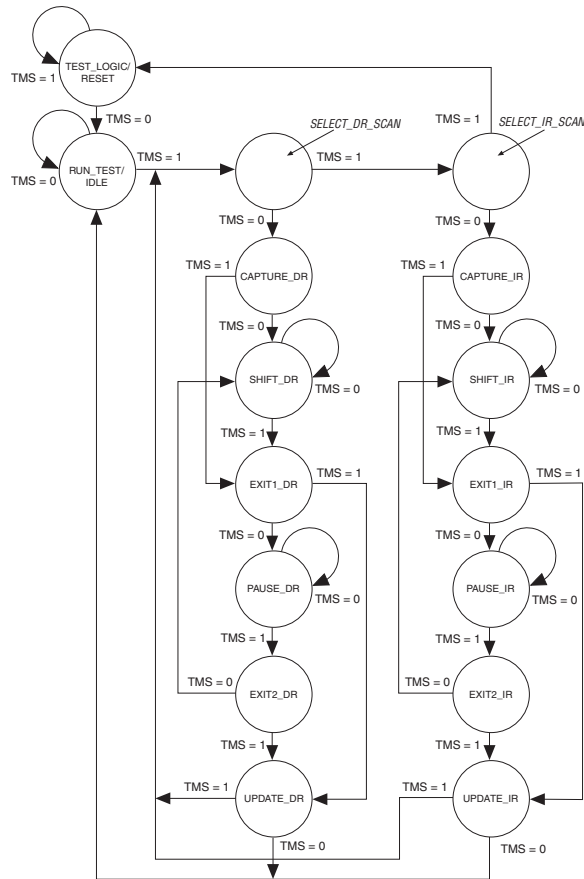 TEST_LOGIC/
RESET
TMS = 1
TMS = 0
SELECT_DR_SCAN
TMS = 1
SELECT_IR_SCAN
RUN_TEST/
IDLE
TMS = 0
TMS = 1
TMS = 1
TMS = 0
TMS = 0
TMS = 1
CAPTURE_DR
TMS = 1
CAPTURE_IR
TMS = 0
TMS = 0
SHIFT_DR
TMS = 0
SHIFT_IR
TMS = 0
TMS = 1
TMS = 1
EXIT1_DR
TMS = 1
EXIT1_IR
TMS = 1
TMS = 0
TMS = 0
PAUSE_DR
TMS = 0
PAUSE_IR
TMS = 0
TMS = 1
TMS = 1
TMS = 0
EXIT2_DR
TMS = 0
EXIT2_IR
TMS = 1
TMS = 1
TMS = 1
UPDATE_DR
TMS = 1
UPDATE_IR
TMS = 0
TMS = 0